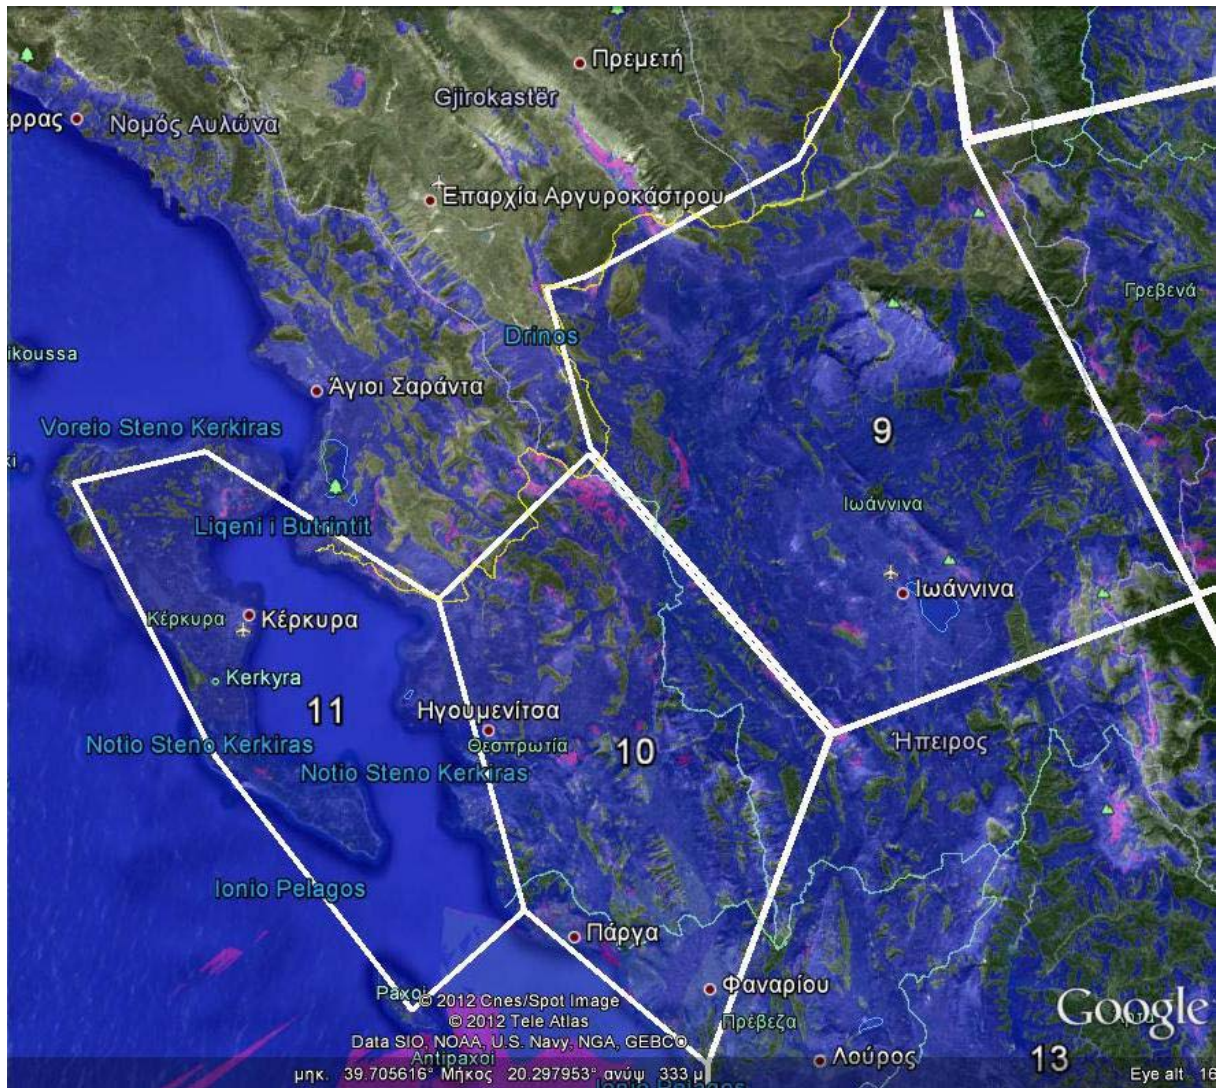 Πρεμετή
Gjirokastër
ρρας
Νομός Αυλώνα
Επαρχία Αργυροκάστρου
Γρεβενά
Drinos
ikoussa
Άγιοι Σαράντα
Voreio Steno Kerkiras
9
Ιωάννινα
Liqeni i Butrintit
Ιωάννινα
Κέρκυρα
Κέρκυρα
Kerkyra
11
Ηγουμενίτσα
Θεσπρωτία
Notio Steno Kerkiras
Notio Steno Kerkiras
10
Ήπειρος
Ionio Pelagos
Πάργα
Φαναρίου
Paxoi
© 2012 Cnes/Spot Image
© 2012 Tele Atlas
Data SIO, NOAA, U.S. Navy, NGA, GEBCO
Πρέβεζα
Google
Antipaxoi
Λούρος
13
μηκ. 39.705616° Μήκος 20.297953° ανύψ 333 μ
Ionio Pelagos
Eye alt 16